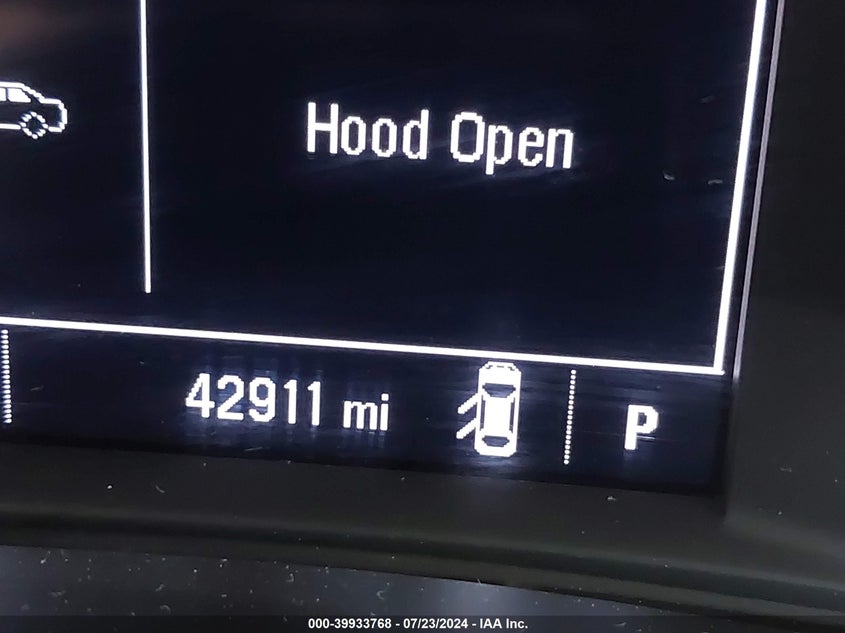 Hood Open
42911 mi
P
000-39933768 - 07/23/2024 - IAA Inc.